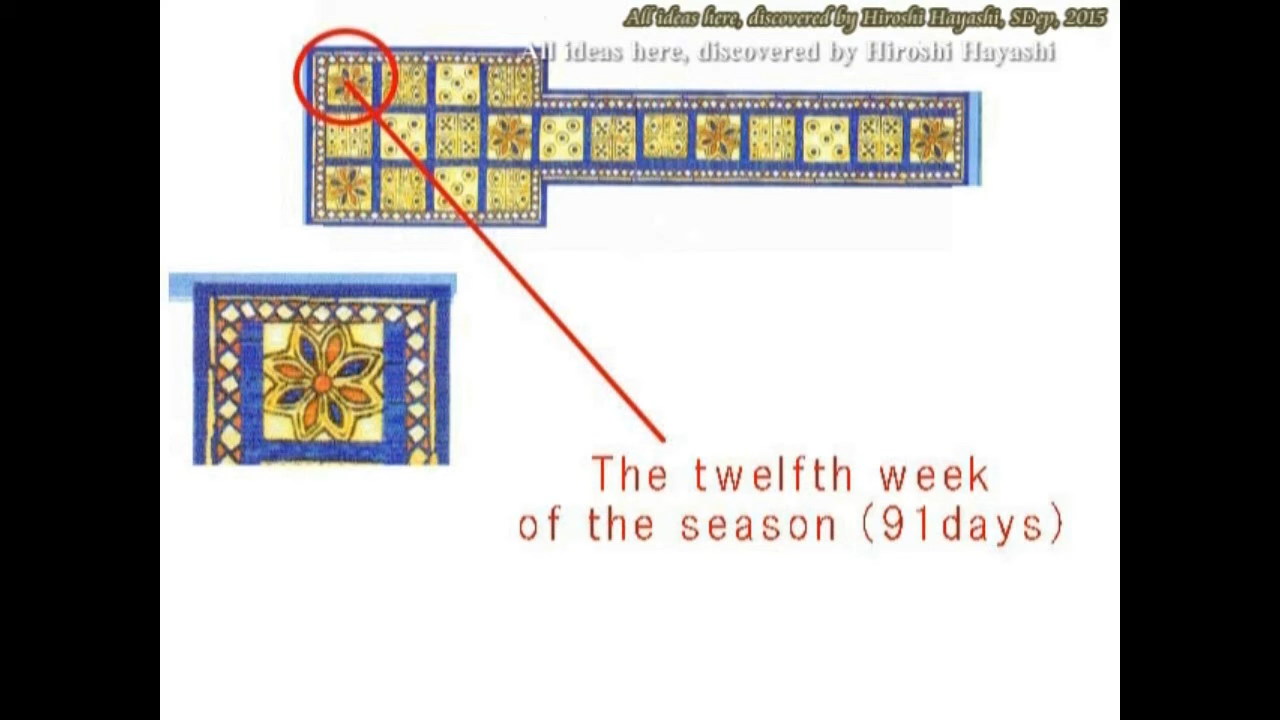 All ideas here, discovered by Hiroshi Hayashi, SDep, 2015
All ideas here, discovered by Hiroshi Hayashi
The twelfth week
of the season (91days)